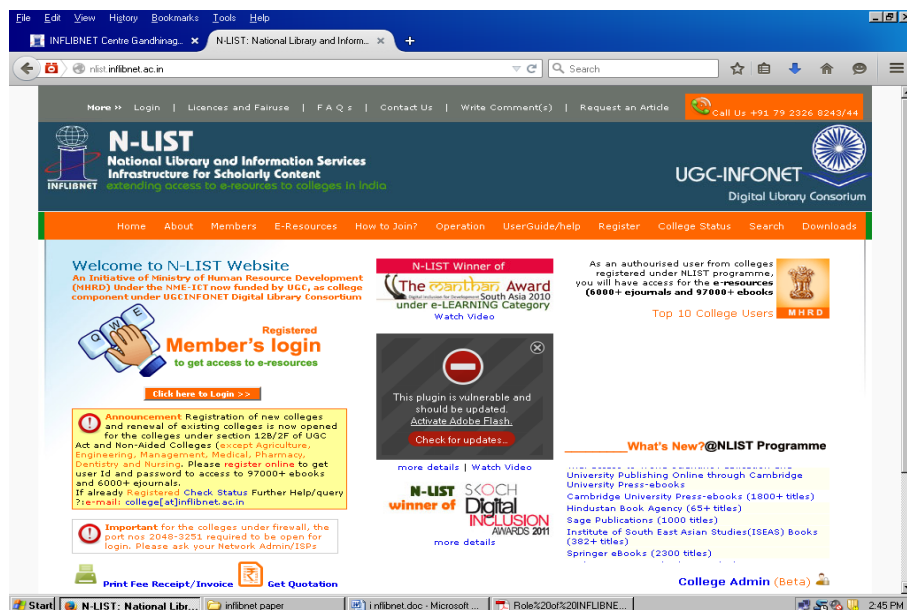 File Edit View History Bookmarks Tools Help
INFLIBNET Centre Gandhinag... × N-LIST: National Library and Inform... × +
nlist.inflibnet.ac.in Search
More >> Login | Licences and Fairuse | F A Q s | Contact Us | Write Comment(s) | Request an Article
Call Us +91 79 2326 8243/44
INFLIBNET
N-LIST
National Library and Information Services
Infrastructure for Scholarly Content
extending access to e-reources to colleges in India
UGC-INFONET
Digital Library Consorium
Home About Members E-Resources How to Join? Operation UserGuide/help Register College Status Search Downloads
Welcome to N-LIST Website
An Initiative of Ministry of Human Resource Development
(MHRD) Under the NME-ICT now funded by UGC, as college
component under UGCINFONET Digital Library Consortium
Q W E
Registered
Member's login
to get access to e-resources
Click here to Login >>
Announcement Registration of new colleges
and renewal of existing colleges is now opened
for the colleges under section 12B/2F of UGC
Act and Non-Aided Colleges (except Agriculture,
Engineering, Management, Medical, Pharmacy,
Dentistry and Nursing. Please register online to get
user Id and password to access to 97000+ ebooks
and 6000+ ejournals.
If already Registered Check Status Further Help/query
?:e-mail: college[at]inflibnet.ac.in
Important for the colleges under firewall, the
port nos 2048-3251 required to be open for
login. Please ask your Network Admin/ISPs
Print Fee Receipt/Invoice Get Quotation
N-LIST Winner of
The manthan Award
South Asia 2010
under e-LEARNING Category
Watch Video
This plugin is vulnerable and
should be updated.
Activate Adobe Flash.
Check for updates...
more details | Watch Video
N-LIST
winner of
SKOCH
Digital
INCLUSION
AWARDS 2011
more details
As an authourised user from colleges
registered under NLIST programme,
you will have access for the e-resources
(6000+ ejournals and 97000+ ebooks
Top 10 College Users
MHRD
What's New?@NLIST Programme
University Publishing Online through Cambridge
University Press-ebooks
Cambridge University Press-ebooks (1800+ titles)
Hindustan Book Agency (65+ titles)
Sage Publications (1000 titles)
Institute of South East Asian Studies(ISEAS) Books
(382+ titles)
Springer eBooks (2300 titles)
College Admin (Beta)
Start N-LIST: National Libr... inflibnet paper i nflibnet.doc - Microsoft ... Role%20of%20INFLIBNE... 2:45 PM